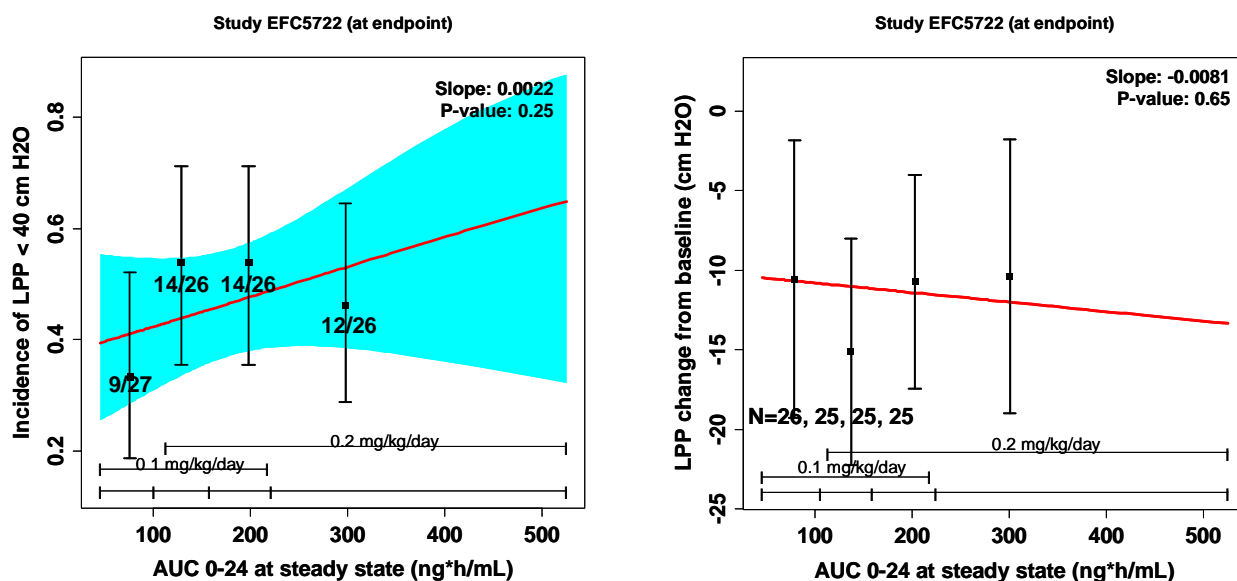 Study EFC5722 (at endpoint)
Slope: 0.0022
P-value: 0.25
Incidence of LPP < 40 cm H2O
0.8
0.6
0.4
0.2
14/26
14/26
12/26
9/27
0.2 mg/kg/day
0 1 mg/kg/day
100
200
300
400
500
AUC 0-24 at steady state (ng*h/mL)
Study EFC5722 (at endpoint)
Slope: -0.0081
P-value: 0.65
LPP change from baseline (cm H2O)
0
-5
-10
-15
-20
-25
N=26, 25, 25, 25
0.2 mg/kg/day
0.1 mg/kg/day
100
200
300
400
500
AUC 0-24 at steady state (ng*h/mL)